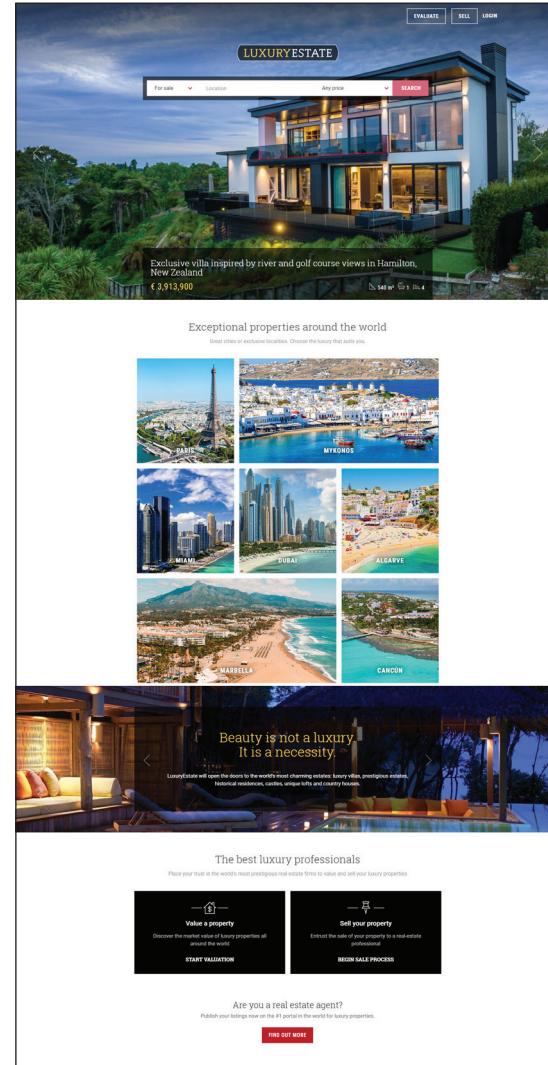 EVALUATE SELL LOGIN
LUXURYESTATE
For sale Location Any price SEARCH
Exclusive villa inspired by river and golf course views in Hamilton,
New Zealand
€ 3,913,900 540 m² 1 4
Exceptional properties around the world
Great cities or exclusive localities. Choose the luxury that suits you.
PARIS MYKONOS
MIAMI DUBAI ALGARVE
MARBELLA CANCÚN
Beauty is not a luxury.
It is a necessity.
LuxuryEstate will open the doors to the world's most charming estates: luxury villas, prestigious estates,
historical residences, castles, unique lofts and country houses.
The best luxury professionals
Place your trust in the world's most prestigious real estate firms to value and sell your luxury properties
Value a property
Discover the market value of luxury properties all
around the world
START VALUATION
Sell your property
Entrust the sale of your property to a real-estate
professional
BEGIN SALE PROCESS
Are you a real estate agent?
Publish your listings now on the #1 portal in the world for luxury properties.
FIND OUT MORE